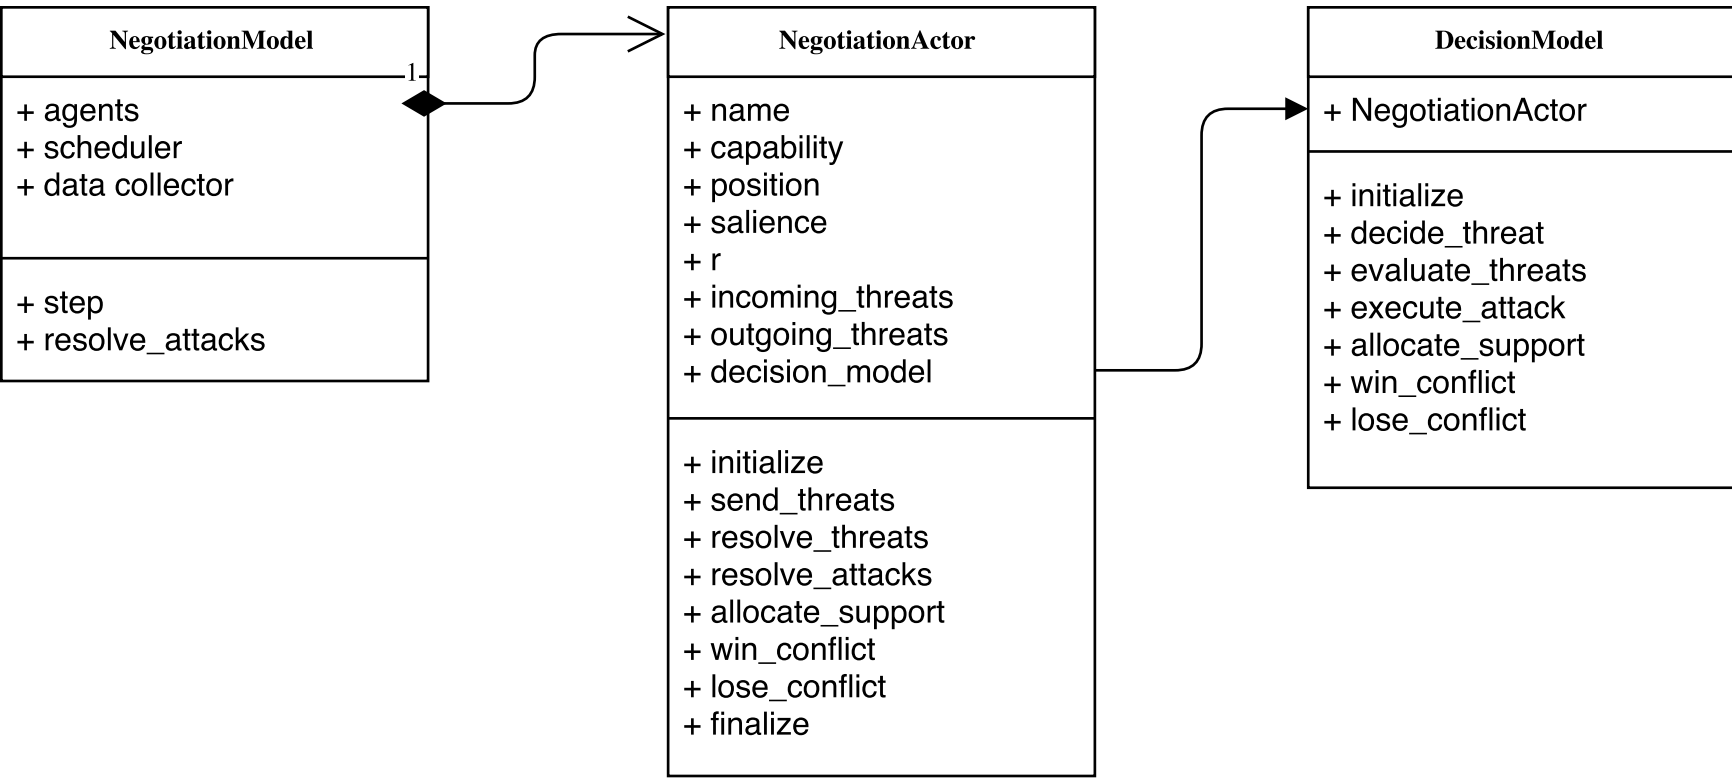 NegotiationModel
1
+ agents
+ scheduler
+ data collector
+ step
+ resolve_attacks
NegotiationActor
+ name
+ capability
+ position
+ salience
+ r
+ incoming_threats
+ outgoing_threats
+ decision_model
+ initialize
+ send_threats
+ resolve_threats
+ resolve_attacks
+ allocate_support
+ win_conflict
+ lose_conflict
+ finalize
DecisionModel
+ NegotiationActor
+ initialize
+ decide_threat
+ evaluate_threats
+ execute_attack
+ allocate_support
+ win_conflict
+ lose_conflict